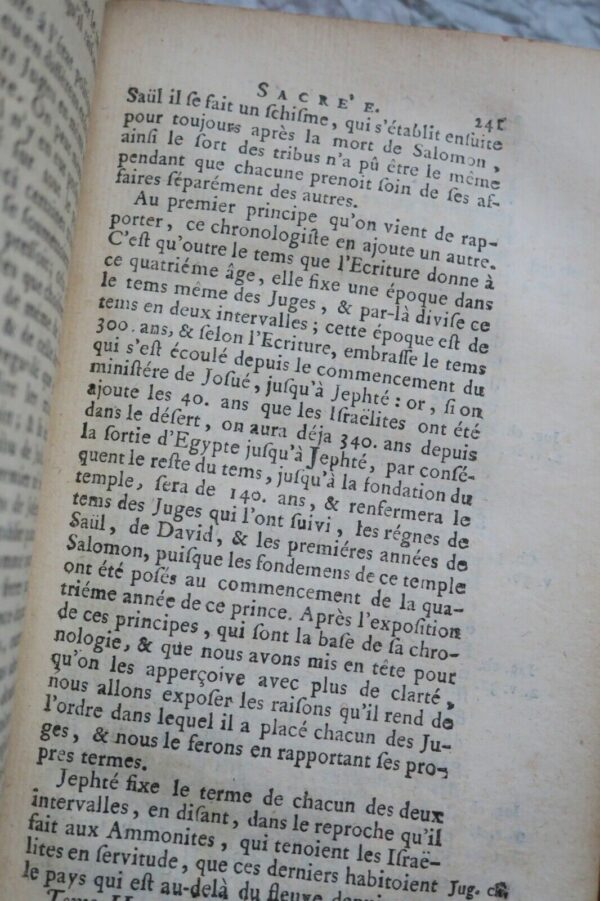 SACRÉE. 241
Saül il ſe fait un ſchiſme, qui s'établit enſuite
pour toujours après la mort de Salomon,
ainſi le ſort des tribus n'a pû être le même
pendant que chacune prenoit ſoin de ſes af-
faires ſéparément des autres.
Au premier principe qu'on vient de rap-
porter, ce chronologiſte en ajoute un autre.
C'eſt qu'outre le tems que l'Ecriture donne à
ce quatriéme âge, elle fixe une époque dans
le tems même des Juges, & par-là diviſe ce
tems en deux intervalles; cette époque eſt de
300. ans, & ſelon l'Ecriture, embraſſe le tems
qui s'eſt écoulé depuis le commencement du
miniſtére de Joſué, juſqu'à Jephté: or, ſi on
ajoute les 40. ans que les Iſraëlites ont été
dans le déſert, on aura déja 340. ans depuis
la ſortie d'Egypte juſqu'à Jephté, par conſé-
quent le reſte du tems, juſqu'à la fondation du
temple, ſera de 140. ans, & renfermera le
tems des Juges qui l'ont ſuivi, les régnes de
Saül, de David, & les premiéres années de
Salomon, puiſque les fondemens de ce temple
ont été poſés au commencement de la qua-
triéme année de ce prince. Après l'expoſition
de ces principes, qui ſont la baſe de ſa chro-
nologie, & que nous avons mis en tête pour
qu'on les apperçoive avec plus de clarté,
nous allons expoſer les raiſons qu'il rend de
l'ordre dans lequel il a placé chacun des Ju-
ges, & nous le ferons en rapportant ſes pro-
pres termes.
Jephté fixe le terme de chacun des deux
intervalles, en diſant, dans le reproche qu'il
fait aux Ammonites, qui tenoient les Iſraë-
lites en ſervitude, que ces derniers habitoient Jug. ch.
le pays qui eſt au-delà du fleuve depuis
Tome II